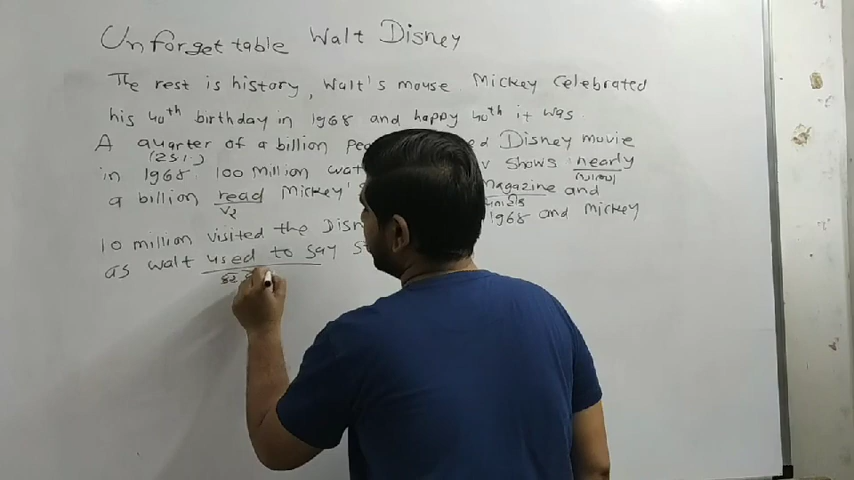 Unforgettable Walt Disney
The rest is history, Walt's mouse Mickey Celebrated
his 40th birthday in 1968 and happy 40th it was.
A quarter of a billion Disney movie
(25%)
in 1968. 100 Million shows nearly
a billion read Mickey's Magazine and
V2
10 million visited the 1968 and Mickey
as Walt used to say